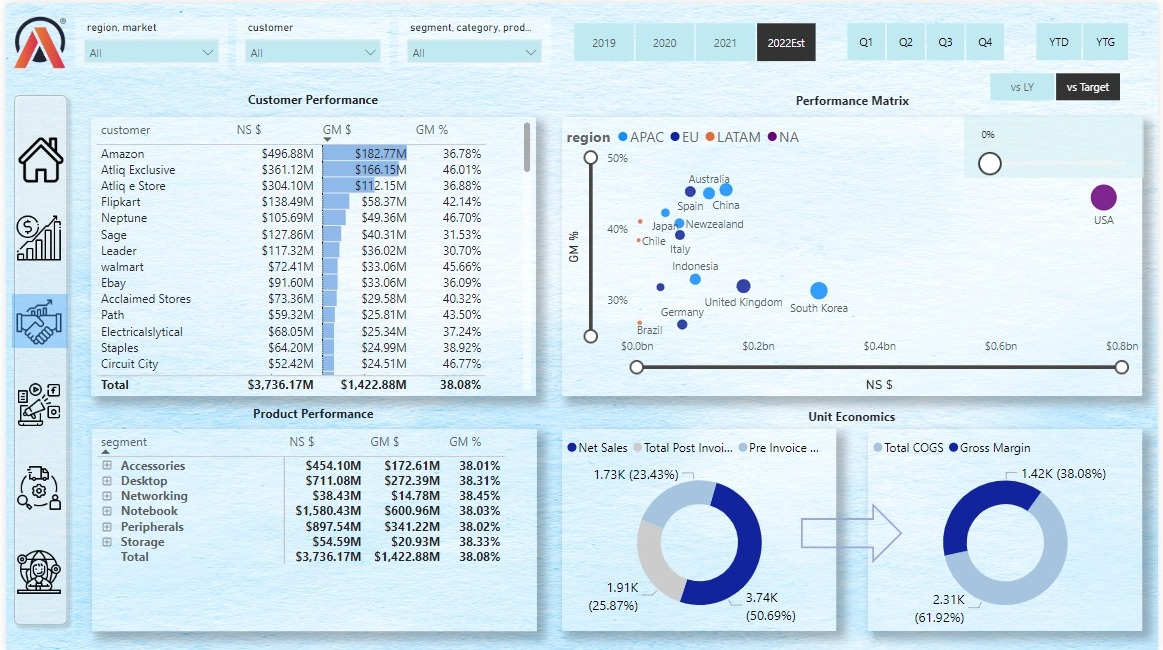 region, market
customer
segment, category, prod...
All
All
All
2019
2020
2021
2022Est
Q1
Q2
Q3
Q4
YTD
YTG
vs LY
vs Target
Customer Performance
customer NS $ GM $ GM %
Amazon $496.88M $182.77M 36.78%
Atliq Exclusive $361.12M $166.15M 46.01%
Atliq e Store $304.10M $112.15M 36.88%
Flipkart $138.49M $58.37M 42.14%
Neptune $105.69M $49.36M 46.70%
Sage $127.86M $40.31M 31.53%
Leader $117.32M $36.02M 30.70%
walmart $72.41M $33.06M 45.66%
Ebay $91.60M $33.06M 36.09%
Acclaimed Stores $73.36M $29.58M 40.32%
Path $59.32M $25.81M 43.50%
Electricalslytical $68.05M $25.34M 37.24%
Staples $64.20M $24.99M 38.92%
Circuit City $52.42M $24.51M 46.77%
Total $3,736.17M $1,422.88M 38.08%
Performance Matrix
region APAC EU LATAM NA
0%
50%
40%
30%
GM %
Australia
Spain
China
Japan
Newzealand
Chile
Italy
Indonesia
United Kingdom
South Korea
Germany
Brazil
USA
$0.0bn $0.2bn $0.4bn $0.6bn $0.8bn
NS $
Product Performance
segment NS $ GM $ GM %
Accessories $454.10M $172.61M 38.01%
Desktop $711.08M $272.39M 38.31%
Networking $38.43M $14.78M 38.45%
Notebook $1,580.43M $600.96M 38.03%
Peripherals $897.54M $341.22M 38.02%
Storage $54.59M $20.93M 38.33%
Total $3,736.17M $1,422.88M 38.08%
Unit Economics
Net Sales Total Post Invoi... Pre Invoice ...
1.73K (23.43%)
1.91K
(25.87%)
3.74K
(50.69%)
Total COGS Gross Margin
1.42K (38.08%)
2.31K
(61.92%)